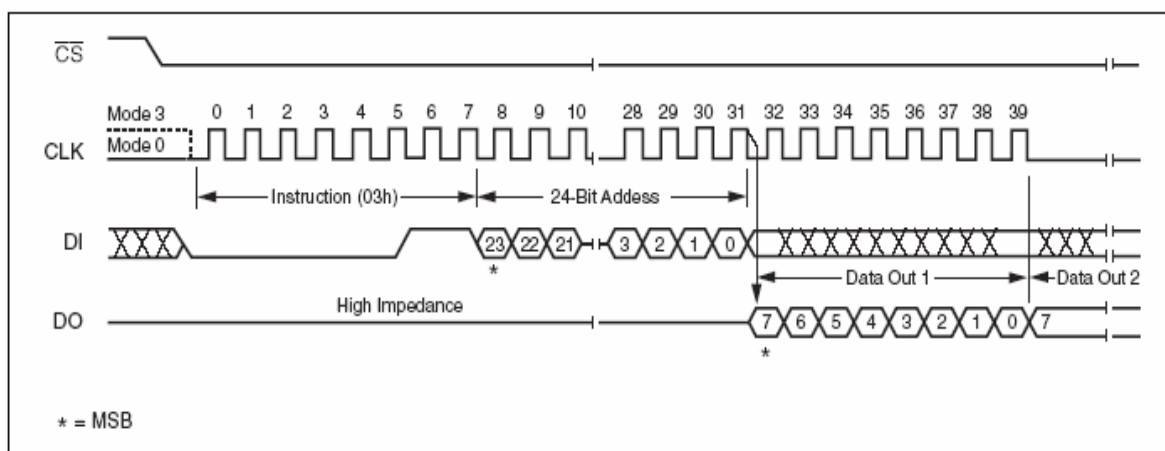 CS
Mode 3 0 1 2 3 4 5 6 7 8 9 10 28 29 30 31 32 33 34 35 36 37 38 39
Mode 0
CLK
Instruction (03h) 24-Bit Addess
DI 23 22 21 3 2 1 0
* Data Out 1 Data Out 2
High Impedance
DO 7 6 5 4 3 2 1 0 7
*
* = MSB